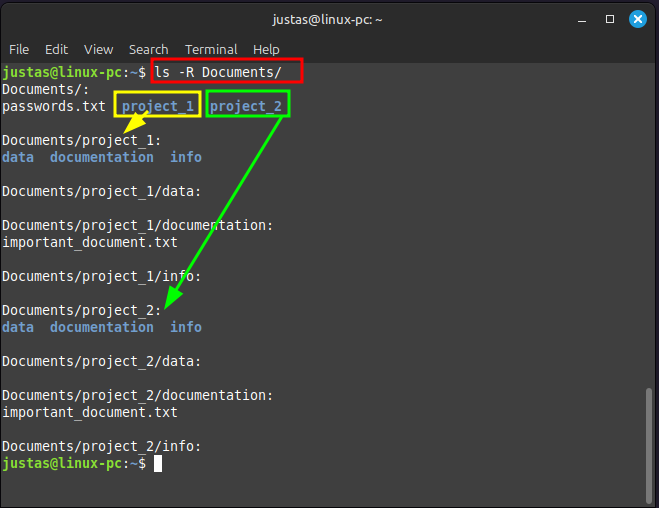 justas@linux-pc: ~
File Edit View Search Terminal Help
justas@linux-pc:~$ ls -R Documents/
Documents/:
passwords.txt project_1 project_2
Documents/project_1:
data documentation info
Documents/project_1/data:
Documents/project_1/documentation:
important_document.txt
Documents/project_1/info:
Documents/project_2:
data documentation info
Documents/project_2/data:
Documents/project_2/documentation:
important_document.txt
Documents/project_2/info:
justas@linux-pc:~$